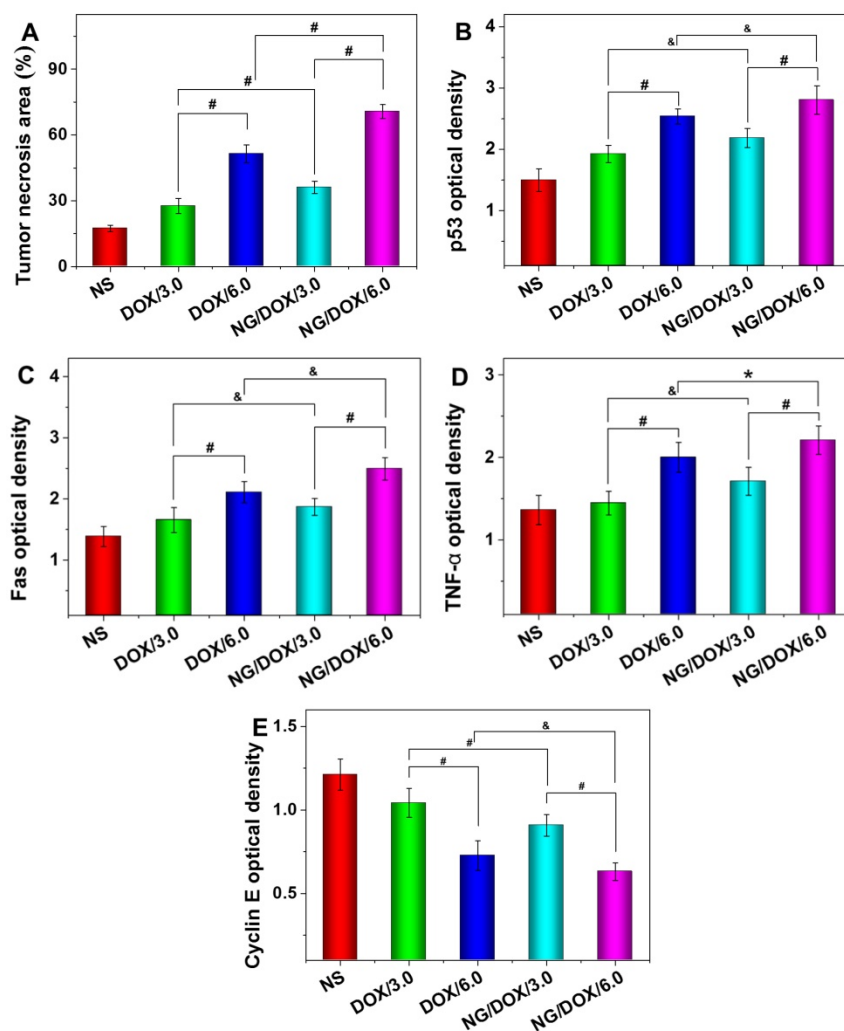 A
Tumor necrosis area (%)
90
60
30
0
#
#
#
#
NS
DOX/3.0
DOX/6.0
NG/DOX/3.0
NG/DOX/6.0
B
p53 optical density
4
3
2
1
&
&
#
#
NS
DOX/3.0
DOX/6.0
NG/DOX/3.0
NG/DOX/6.0
C
Fas optical density
4
3
2
1
&
&
#
#
NS
DOX/3.0
DOX/6.0
NG/DOX/3.0
NG/DOX/6.0
D
TNF-α optical density
3
2
1
*
&
#
#
NS
DOX/3.0
DOX/6.0
NG/DOX/3.0
NG/DOX/6.0
E
Cyclin E optical density
1.5
1.0
0.5
&
#
#
#
NS
DOX/3.0
DOX/6.0
NG/DOX/3.0
NG/DOX/6.0